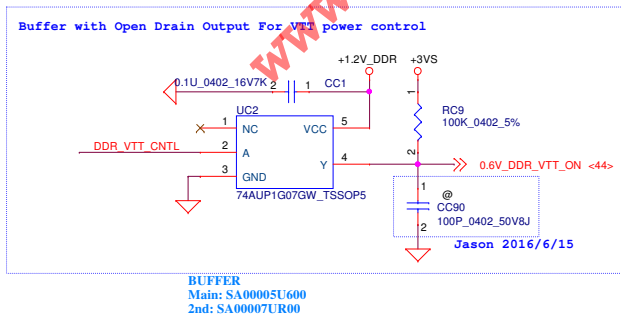 Buffer with Open Drain Output For VTT power control
WWW
+1.2V_DDR
+3VS
0.1U_0402_16V7K
2
1
CC1
UC2
1
NC
VCC
5
DDR_VTT_CNTL
2
A
3
GND
Y
4
74AUP1G07GW_TSSOP5
1
RC9
100K_0402_5%
2
0.6V_DDR_VTT_ON <44>
1
@
CC90
100P_0402_50V8J
2
Jason 2016/6/15
BUFFER
Main: SA00005U600
2nd: SA00007UR00